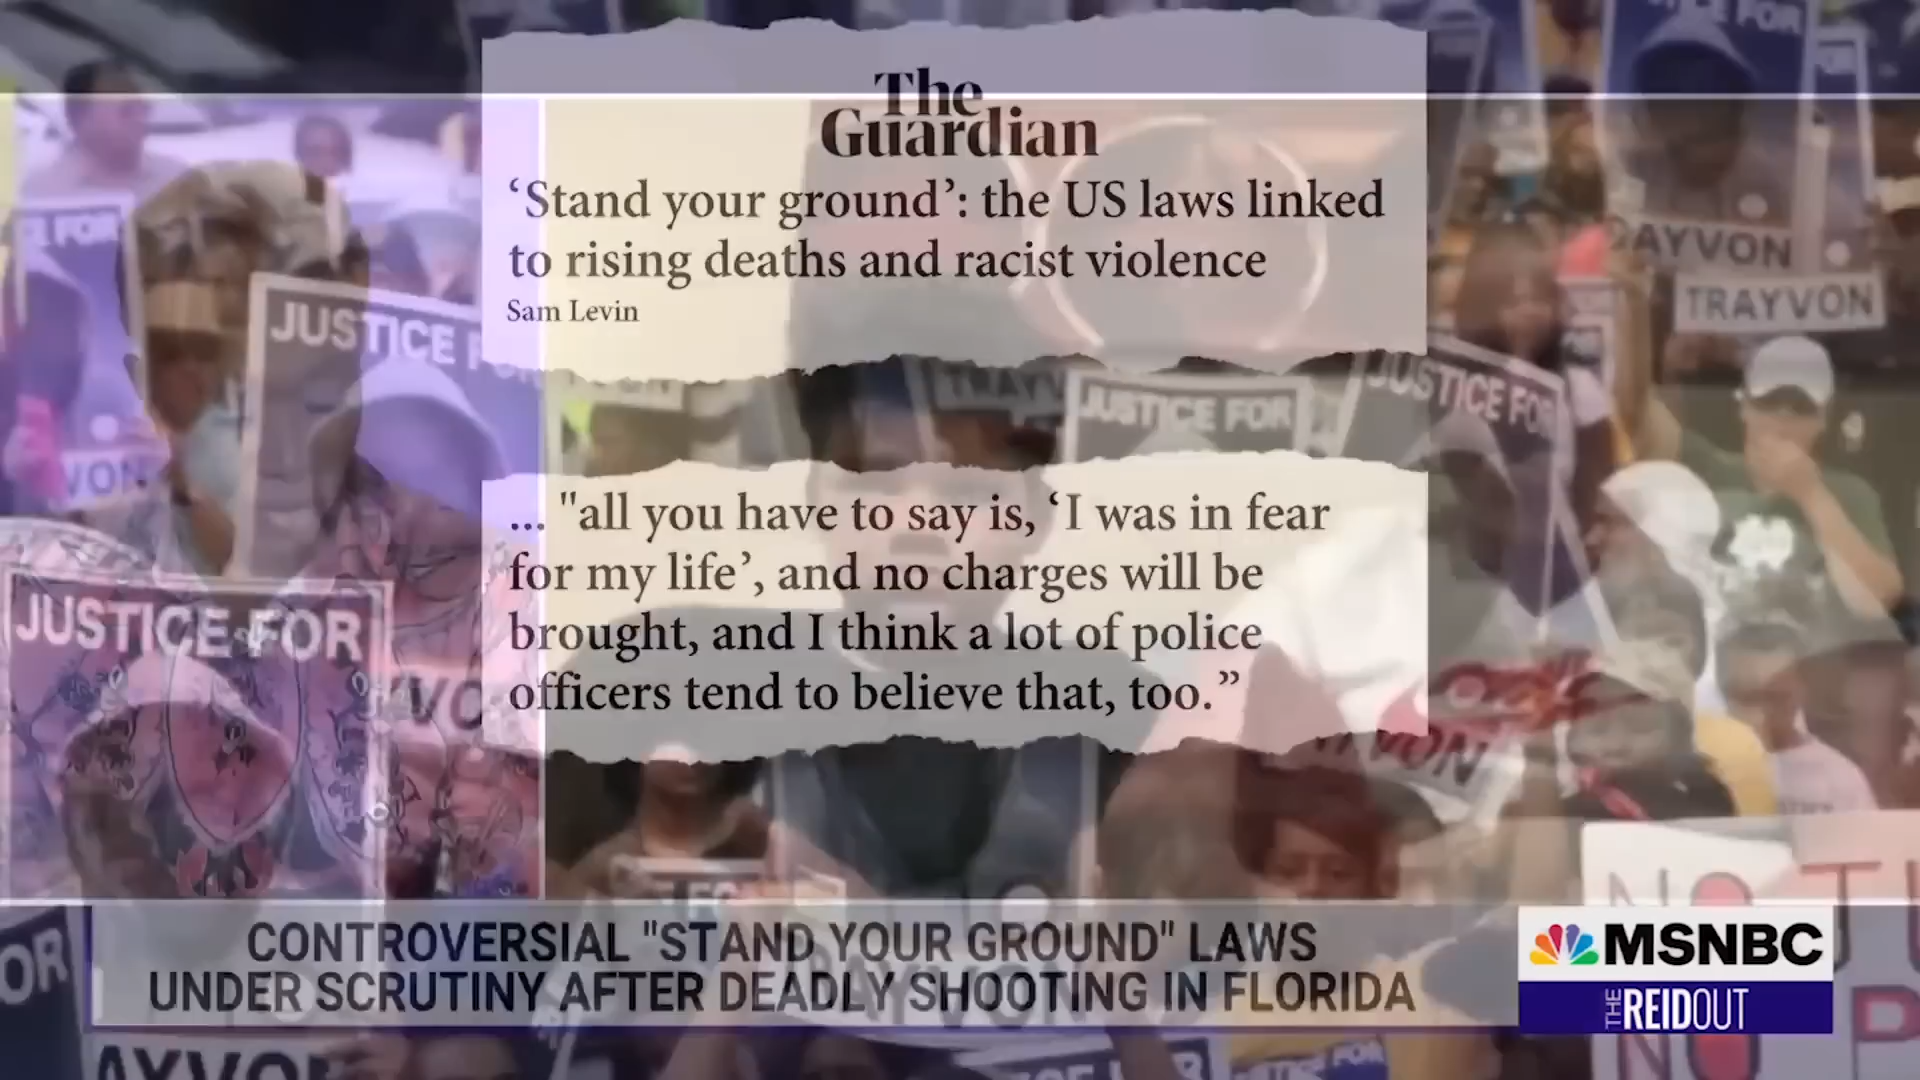 The
Guardian
‘Stand your ground’: the US laws linked
to rising deaths and racist violence
Sam Levin
... "all you have to say is, ‘I was in fear
for my life’, and no charges will be
brought, and I think a lot of police
officers tend to believe that, too.”
JUSTICE
JUSTICE FOR
JUSTICE FOR
JUSTICE FOR
TRAYVON
CONTROVERSIAL "STAND YOUR GROUND" LAWS
UNDER SCRUTINY AFTER DEADLY SHOOTING IN FLORIDA
MSNBC
THE REIDOUT